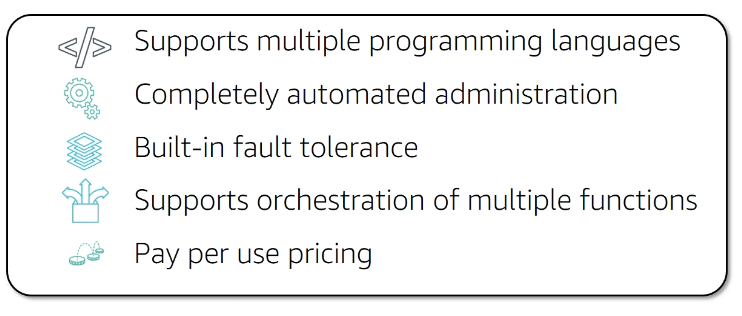 Supports multiple programming languages
Completely automated administration
Built-in fault tolerance
Supports orchestration of multiple functions
Pay per use pricing